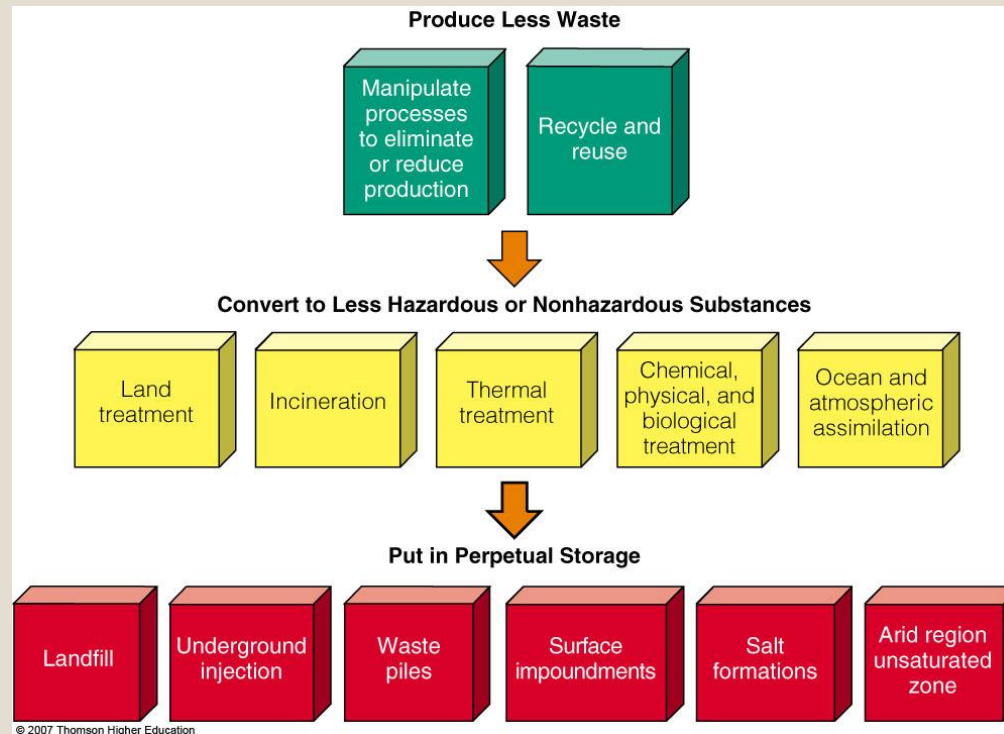 Produce Less Waste
Manipulate
processes
to eliminate
or reduce
production
Recycle and
reuse
Convert to Less Hazardous or Nonhazardous Substances
Land
treatment
Incineration
Thermal
treatment
Chemical,
physical, and
biological
treatment
Ocean and
atmospheric
assimilation
Put in Perpetual Storage
Landfill
Underground
injection
Waste
piles
Surface
impoundments
Salt
formations
Arid region
unsaturated
zone
© 2007 Thomson Higher Education